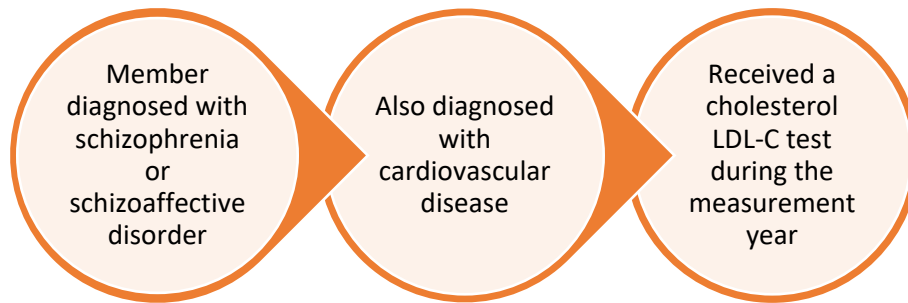 Member
diagnosed with
schizophrenia
or
schizoaffective
disorder
Also diagnosed
with
cardiovascular
disease
Received a
cholesterol
LDL-C test
during the
measurement
year